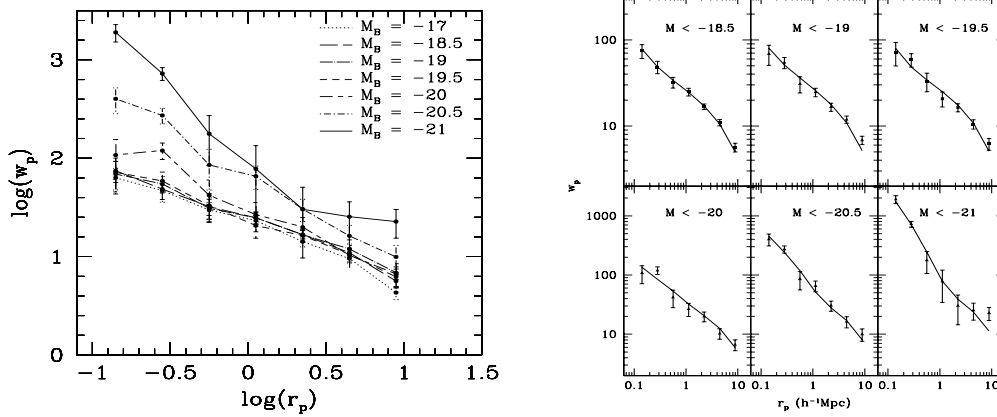 3
2
1
0
log(w_p)
−1 −0.5 0 0.5 1 1.5
log(r_p)
M_B = −17
M_B = −18.5
M_B = −19
M_B = −19.5
M_B = −20
M_B = −20.5
M_B = −21
100
10
M < −18.5
M < −19
M < −19.5
w_p
1000
100
10
M < −20
M < −20.5
M < −21
0.1 1 10 0.1 1 10 0.1 1 10
r_p (h⁻¹Mpc)